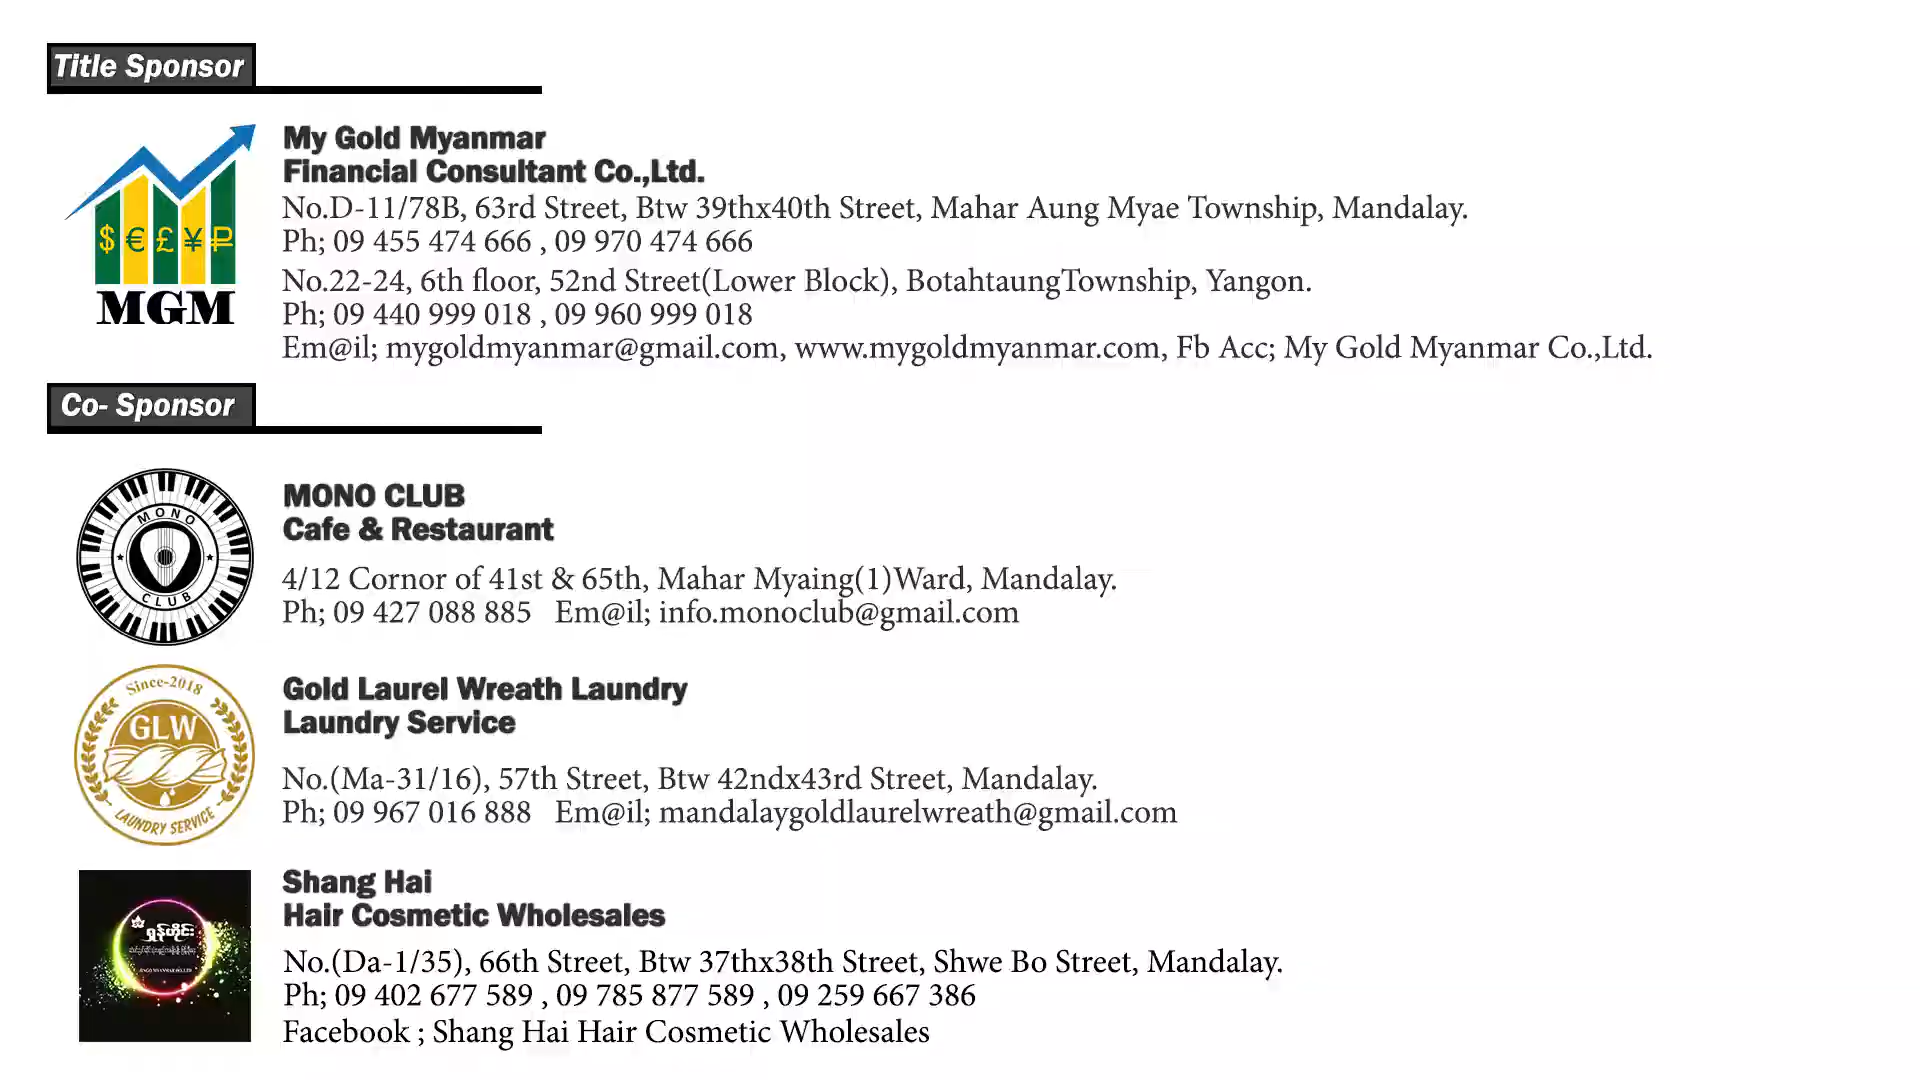 Title Sponsor
My Gold Myanmar
Financial Consultant Co.,Ltd.
No.D-11/78B, 63rd Street, Btw 39thx40th Street, Mahar Aung Myae Township, Mandalay.
Ph; 09 455 474 666 , 09 970 474 666
No.22-24, 6th floor, 52nd Street(Lower Block), BotahtaungTownship, Yangon.
Ph; 09 440 999 018 , 09 960 999 018
Em@il; mygoldmyanmar@gmail.com, www.mygoldmyanmar.com, Fb Acc; My Gold Myanmar Co.,Ltd.
$ € £ ¥ ₽
MGM
Co- Sponsor
MONO
CLUB
MONO CLUB
Cafe & Restaurant
4/12 Cornor of 41st & 65th, Mahar Myaing(1)Ward, Mandalay.
Ph; 09 427 088 885 Em@il; info.monoclub@gmail.com
Since-2018
GLW
LAUNDRY SERVICE
Gold Laurel Wreath Laundry
Laundry Service
No.(Ma-31/16), 57th Street, Btw 42ndx43rd Street, Mandalay.
Ph; 09 967 016 888 Em@il; mandalaygoldlaurelwreath@gmail.com
ရှန်ဟိုင်း
Shang Hai
Hair Cosmetic Wholesales
No.(Da-1/35), 66th Street, Btw 37thx38th Street, Shwe Bo Street, Mandalay.
Ph; 09 402 677 589 , 09 785 877 589 , 09 259 667 386
Facebook ; Shang Hai Hair Cosmetic Wholesales